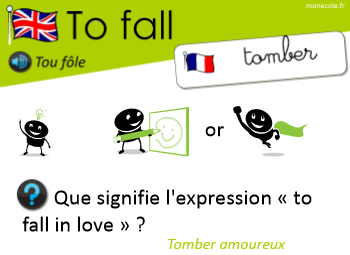 monecole.fr
To fall
Tou fôle
tomber
or
Que signifie l'expression « to
fall in love » ?
Tomber amoureux